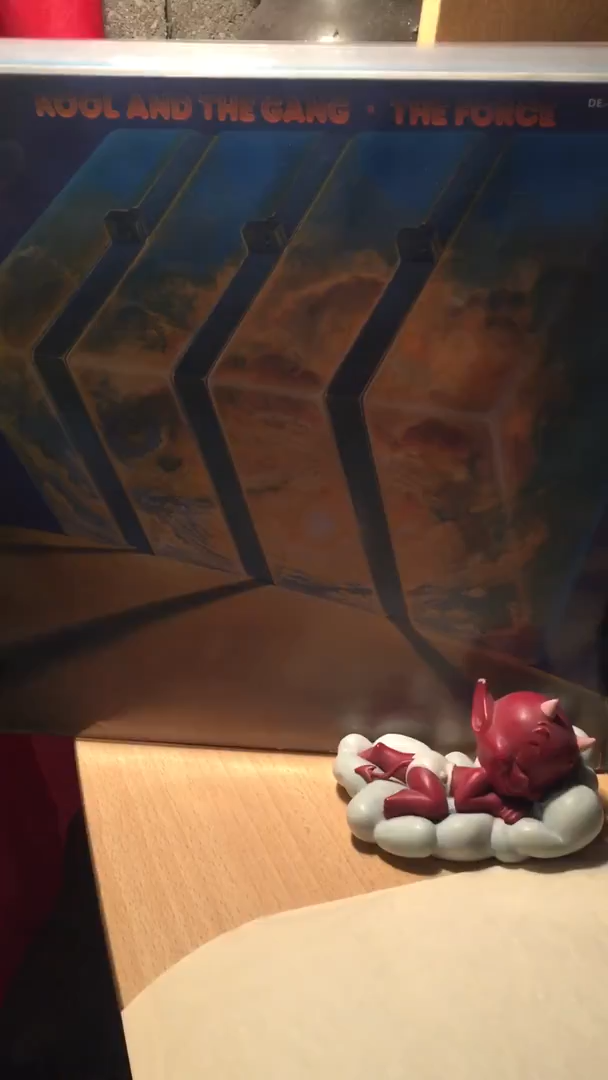 KOOL AND THE GANG • THE FORCE